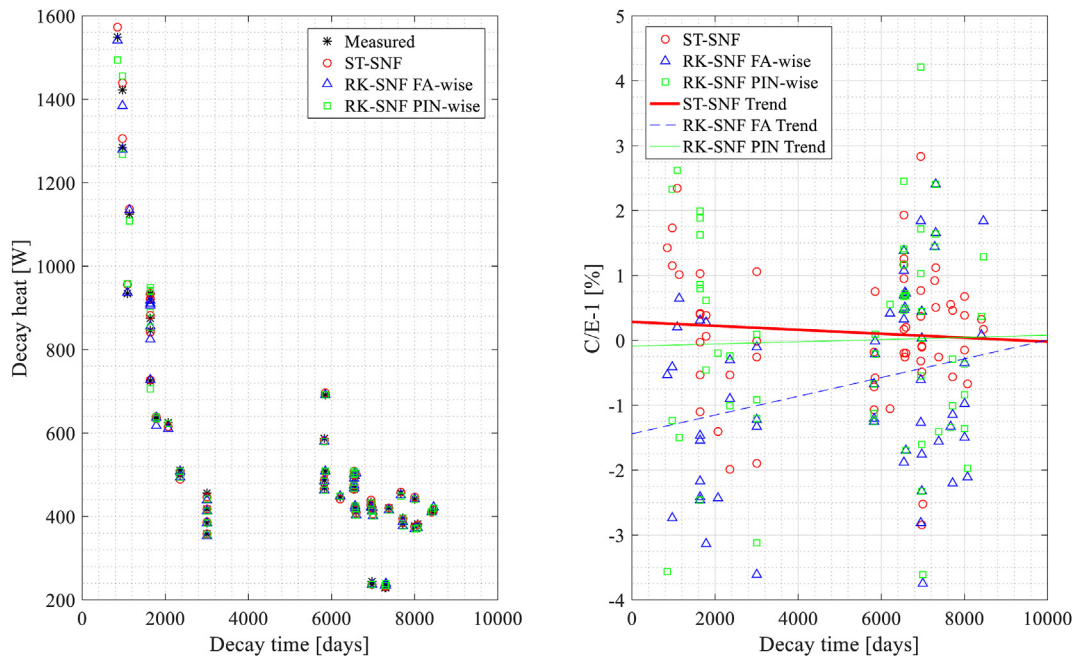 1600
1400
1200
1000
800
600
400
200
Decay heat [W]
0
2000
4000
6000
8000
10000
Decay time [days]
Measured
ST-SNF
RK-SNF FA-wise
RK-SNF PIN-wise
5
4
3
2
1
0
-1
-2
-3
-4
C/E-1 [%]
0
2000
4000
6000
8000
10000
Decay time [days]
ST-SNF
RK-SNF FA-wise
RK-SNF PIN-wise
ST-SNF Trend
RK-SNF FA Trend
RK-SNF PIN Trend